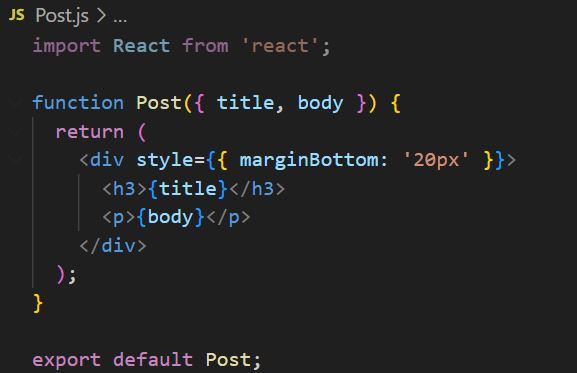 JS Post.js > ...
import React from 'react';

function Post({ title, body }) {
  return (
    <div style={{ marginBottom: '20px' }}>
      <h3>{title}</h3>
      <p>{body}</p>
    </div>
  );
}

export default Post;